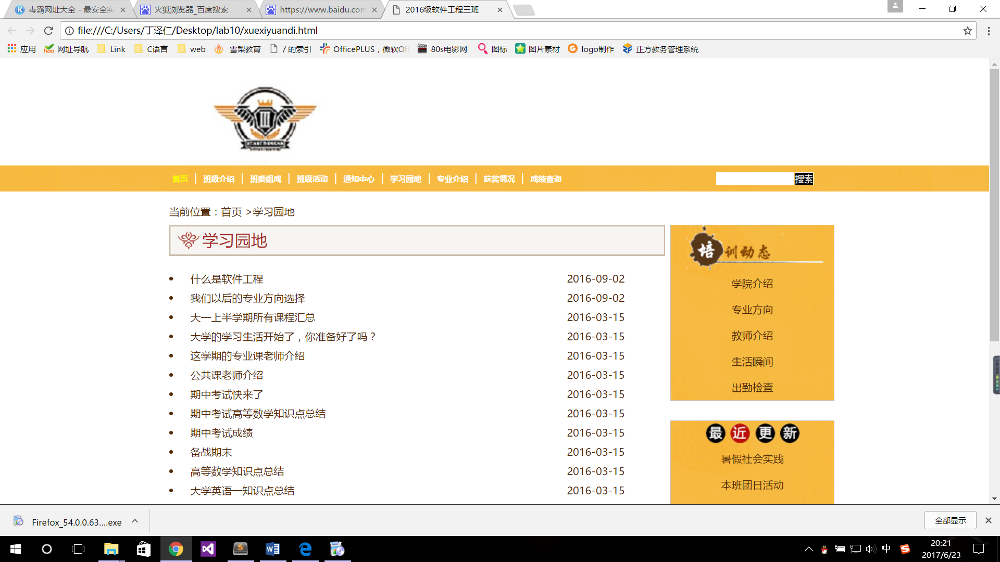 毒霸网址大全 - 最安全实
火狐浏览器_百度搜索
https://www.baidu.com
2016级软件工程三班
file:///C:/Users/丁泽仁/Desktop/lab10/xuexiyuandi.html
应用
网址导航
Link
C语言
web
雪梨教育
/ 的索引
OfficePLUS，微软Of
80s电影网
图标
图片素材
logo制作
正方教务管理系统
首页
班级介绍
班委组成
班级活动
通知中心
学习园地
专业介绍
获奖情况
成绩查询
搜索
当前位置：首页 >学习园地
学习园地
什么是软件工程 2016-09-02
我们以后的专业方向选择 2016-09-02
大一上半学期所有课程汇总 2016-03-15
大学的学习生活开始了，你准备好了吗？ 2016-03-15
这学期的专业课老师介绍 2016-03-15
公共课老师介绍 2016-03-15
期中考试快来了 2016-03-15
期中考试高等数学知识点总结 2016-03-15
期中考试成绩 2016-03-15
备战期末 2016-03-15
高等数学知识点总结 2016-03-15
大学英语一知识点总结 2016-03-15
培训动态
学院介绍
专业方向
教师介绍
生活瞬间
出勤检查
最近更新
暑假社会实践
本班团日活动
Firefox_54.0.0.63....exe
全部显示
中
20:21
2017/6/23